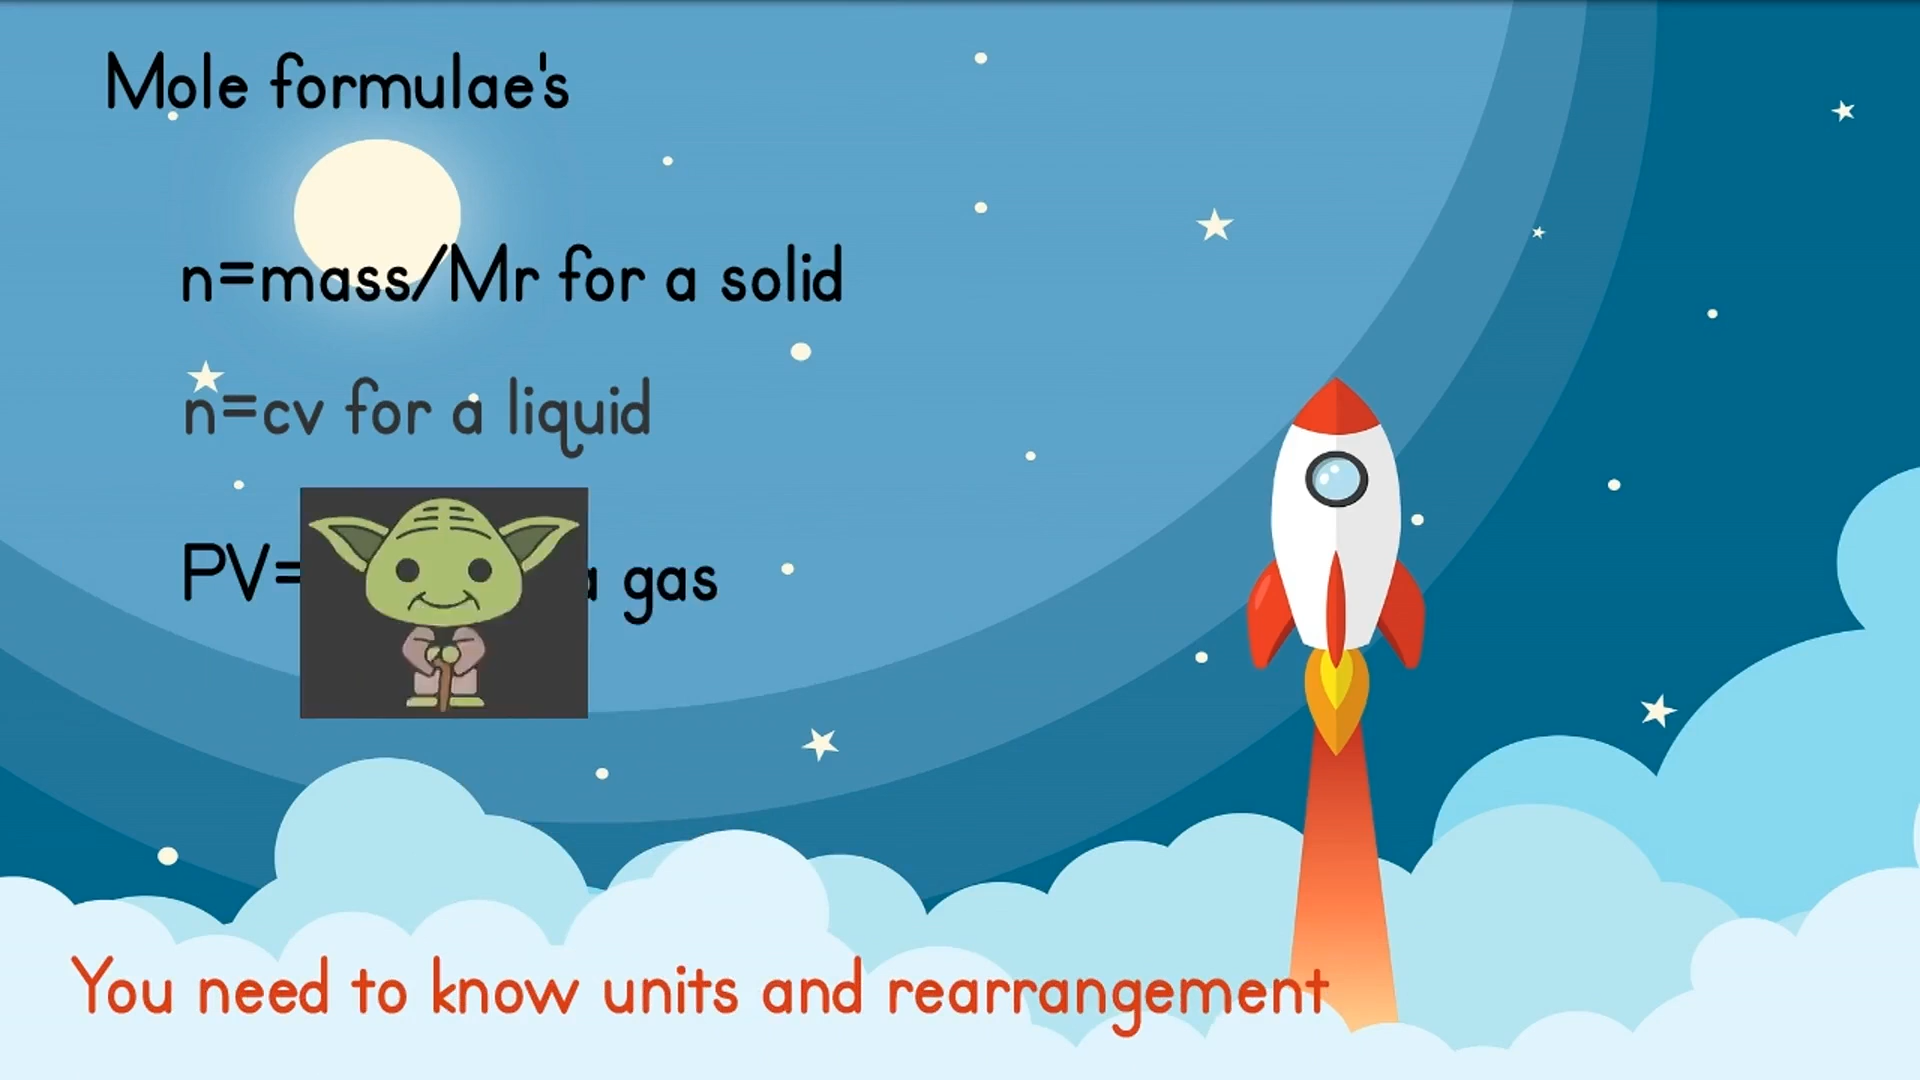 Mole formulae's
n=mass/Mr for a solid
n=cv for a liquid
PV= a gas
You need to know units and rearrangement